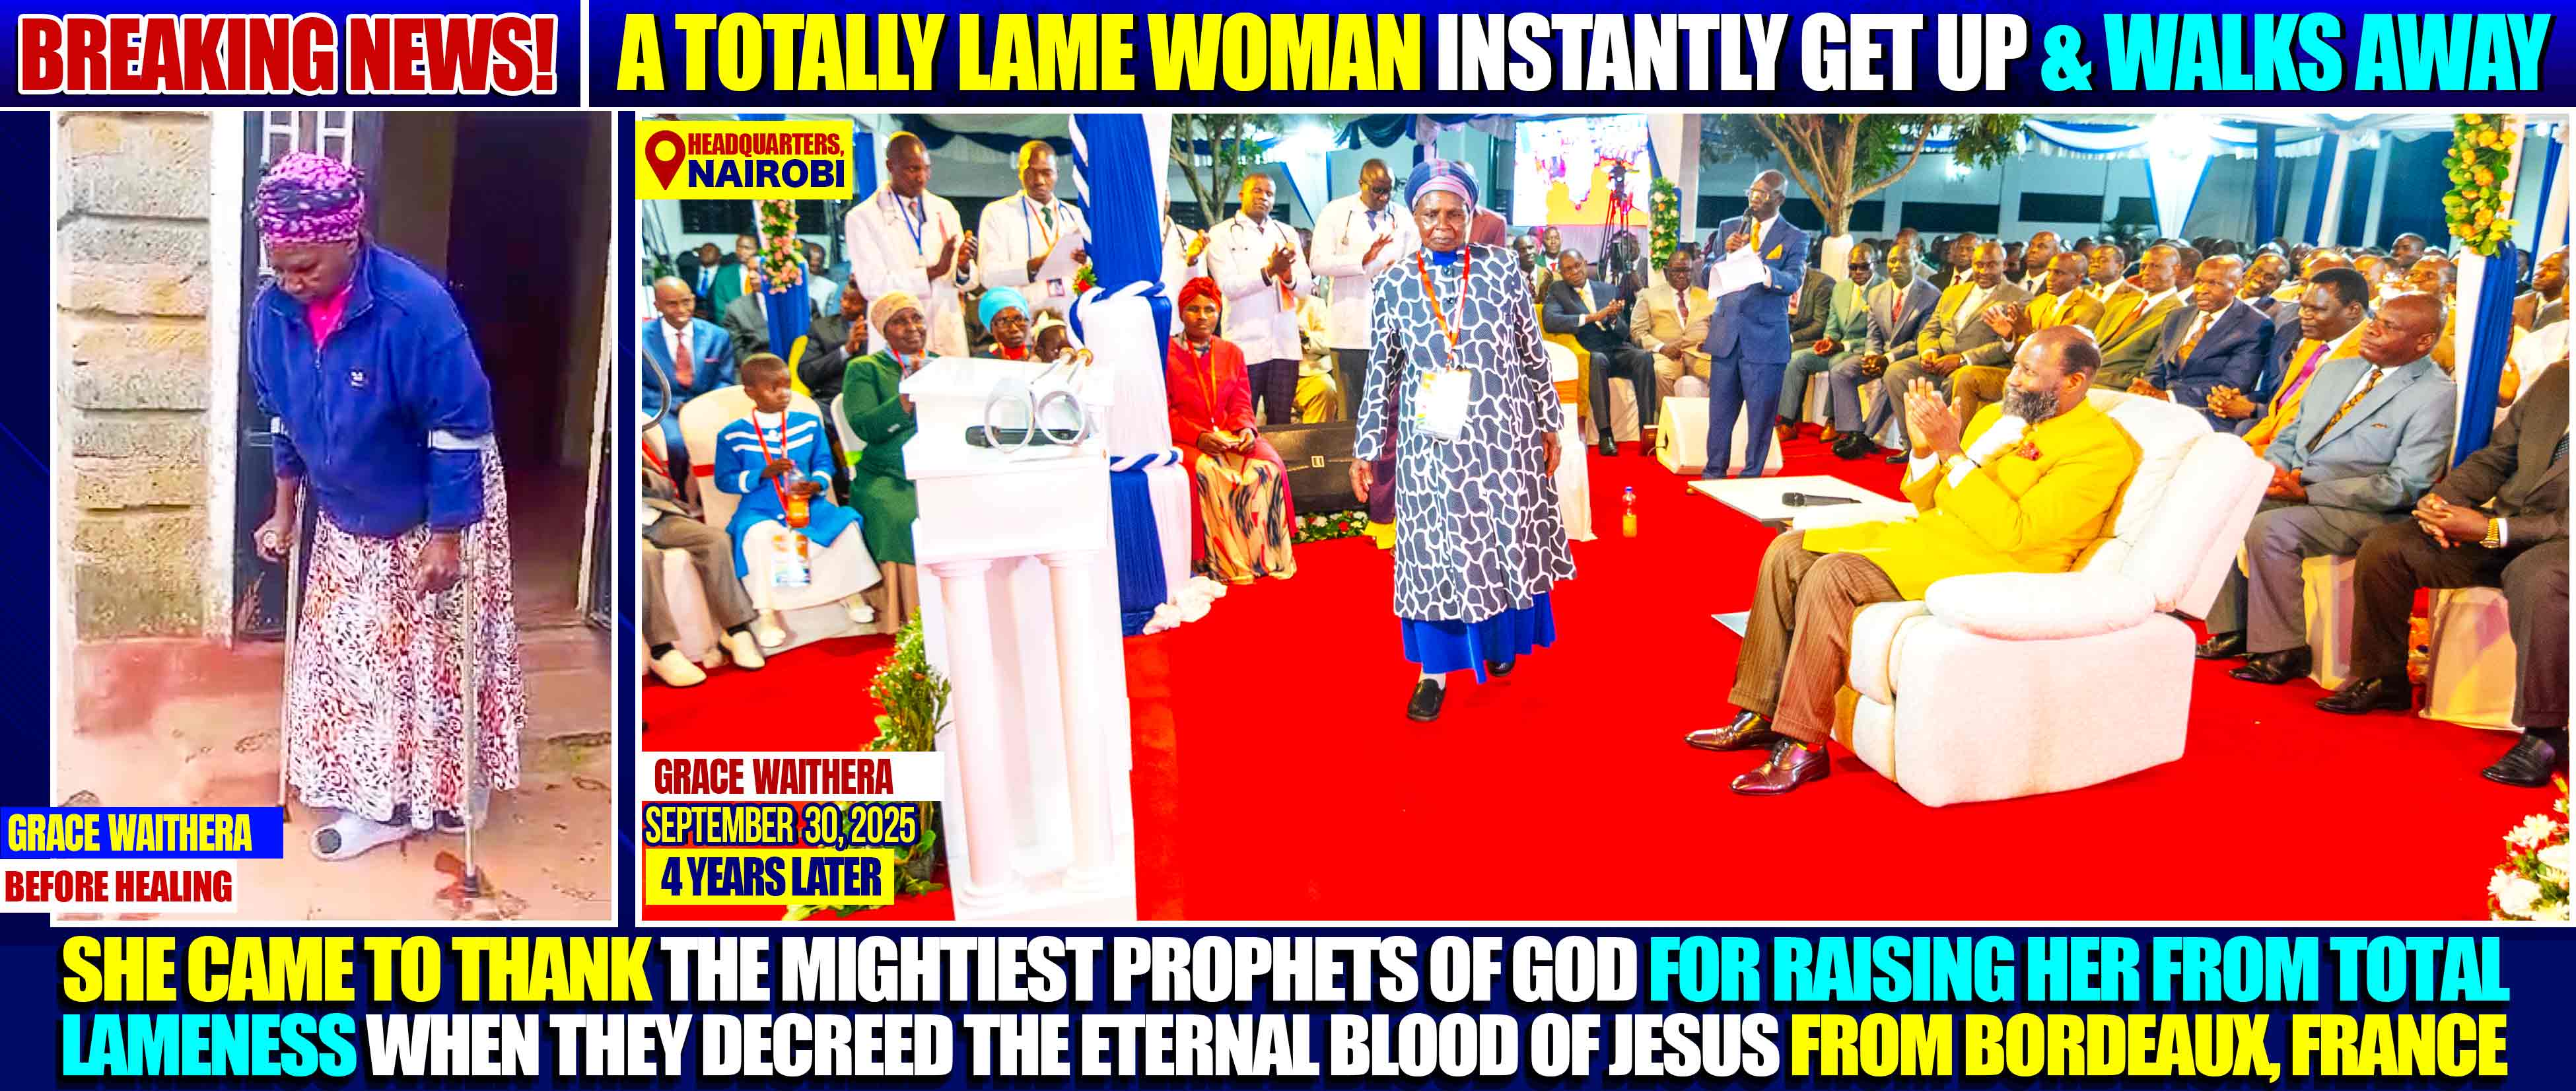 BREAKING NEWS!
A TOTALLY LAME WOMAN INSTANTLY GET UP & WALKS AWAY
HEADQUARTERS,
NAIROBI
GRACE WAITHERA
BEFORE HEALING
GRACE WAITHERA
SEPTEMBER 30, 2025
4 YEARS LATER
SHE CAME TO THANK THE MIGHTIEST PROPHETS OF GOD FOR RAISING HER FROM TOTAL
LAMENESS WHEN THEY DECREED THE ETERNAL BLOOD OF JESUS FROM BORDEAUX, FRANCE